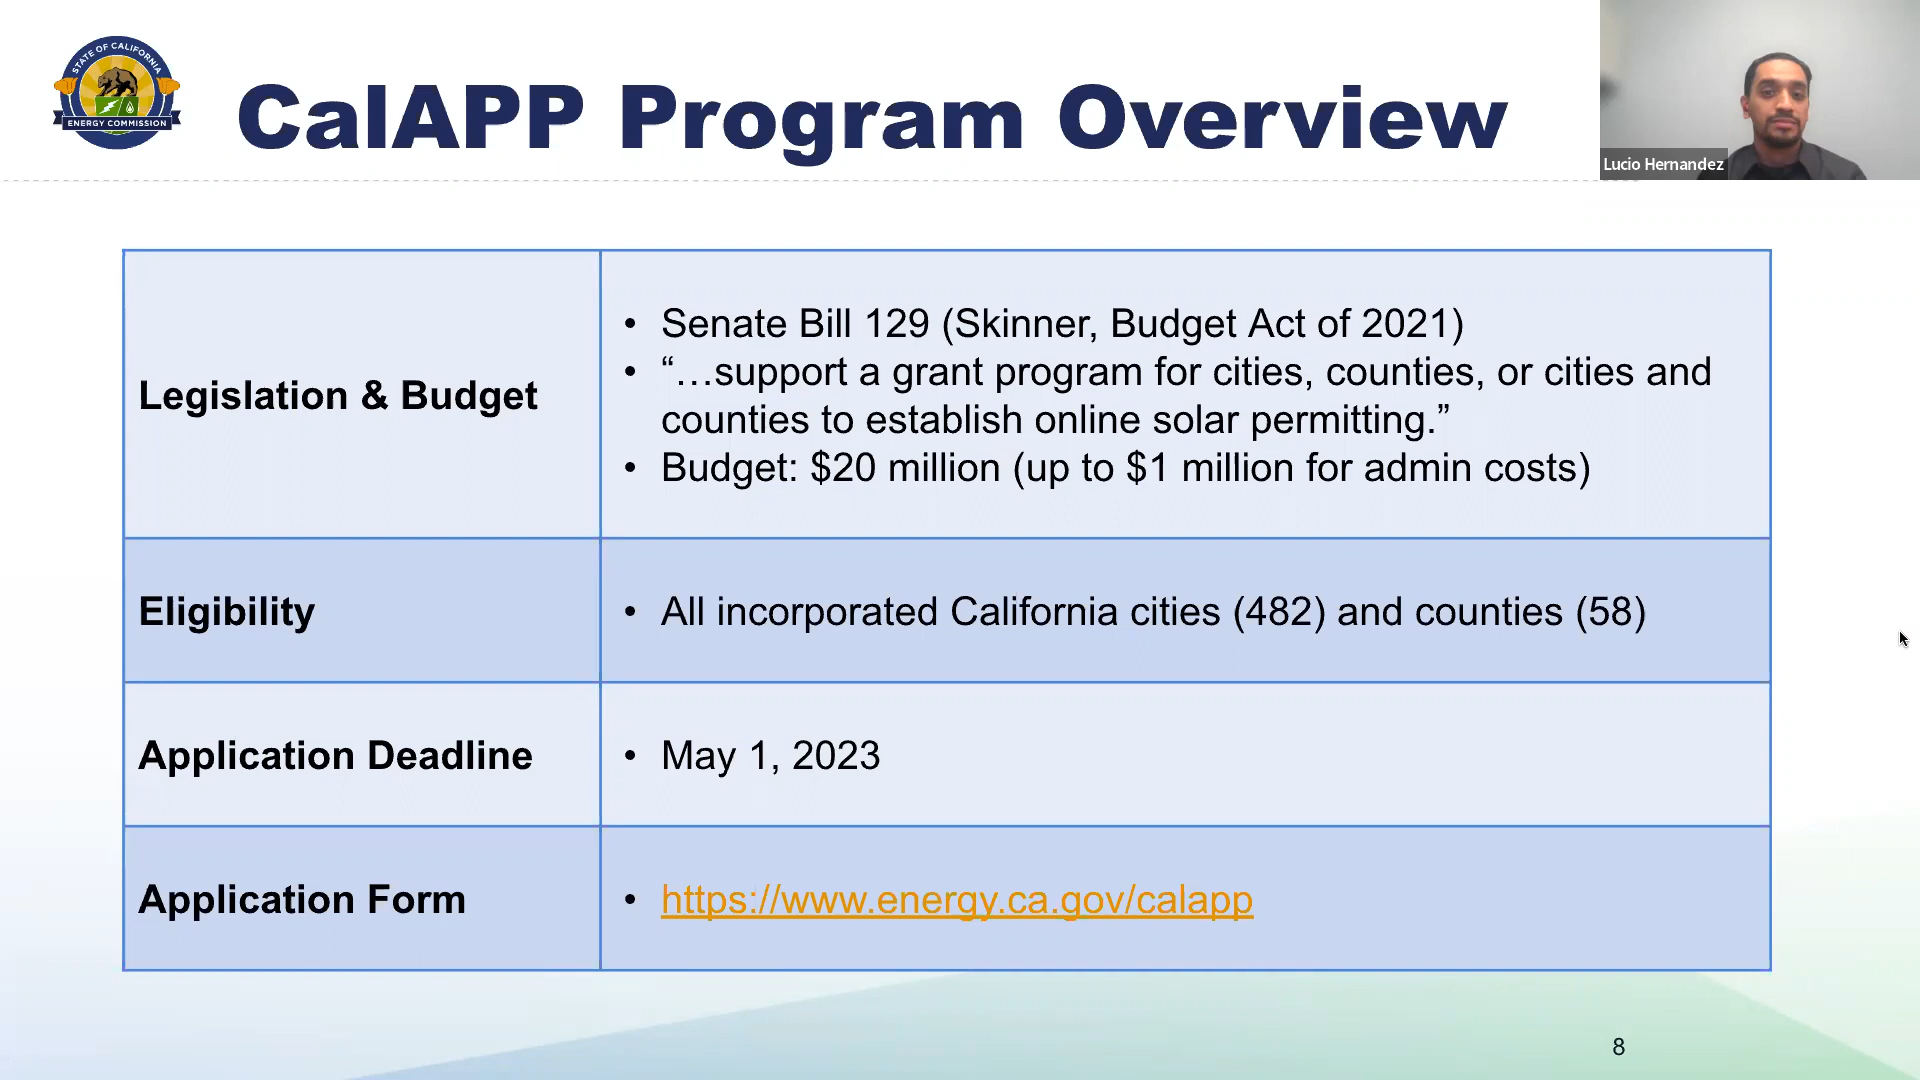 STATE OF CALIFORNIA
ENERGY COMMISSION
CalAPP Program Overview
Lucio Hernandez
Legislation & Budget
• Senate Bill 129 (Skinner, Budget Act of 2021)
• “…support a grant program for cities, counties, or cities and
counties to establish online solar permitting.”
• Budget: $20 million (up to $1 million for admin costs)
Eligibility
• All incorporated California cities (482) and counties (58)
Application Deadline
• May 1, 2023
Application Form
• https://www.energy.ca.gov/calapp
8